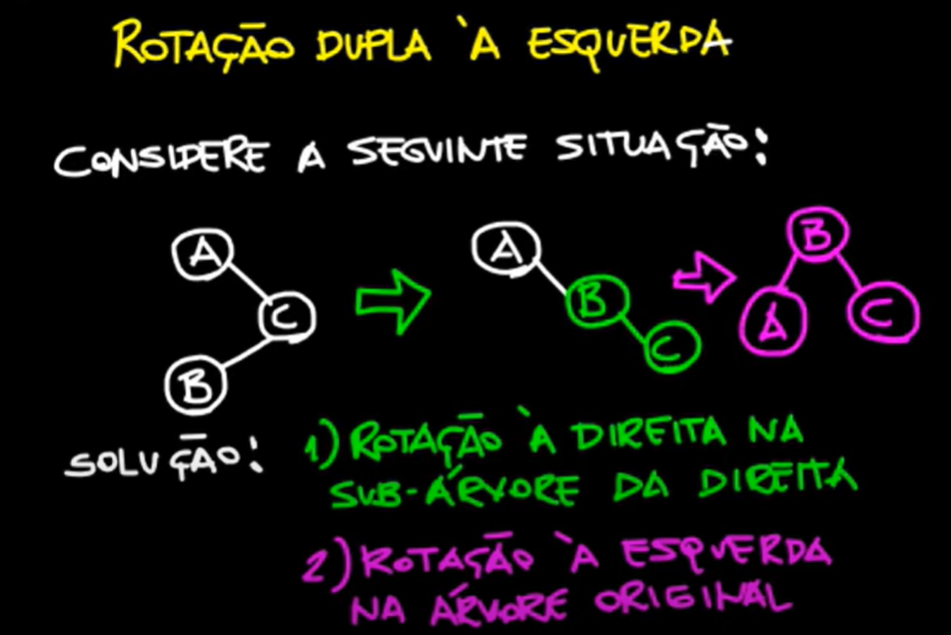 ROTAÇÃO DUPLA À ESQUERDA
CONSIDERE A SEGUINTE SITUAÇÃO:
A C B
A B C
B A C
SOLUÇÃO:
1) ROTAÇÃO À DIREITA NA
SUB-ÁRVORE DA DIREITA
2) ROTAÇÃO À ESQUERDA
NA ÁRVORE ORIGINAL